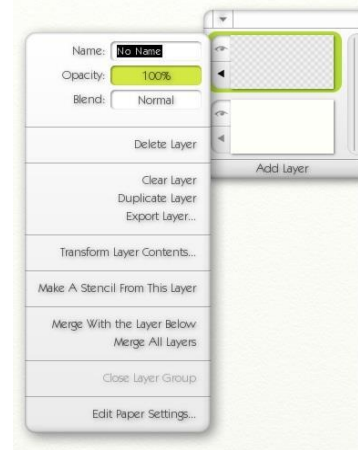 Name: No Name
Opacity: 100%
Blend: Normal
Delete Layer
Clear Layer
Duplicate Layer
Export Layer...
Transform Layer Contents...
Make A Stencil From This Layer
Merge With the Layer Below
Merge All Layers
Close Layer Group
Edit Paper Settings...
Add Layer